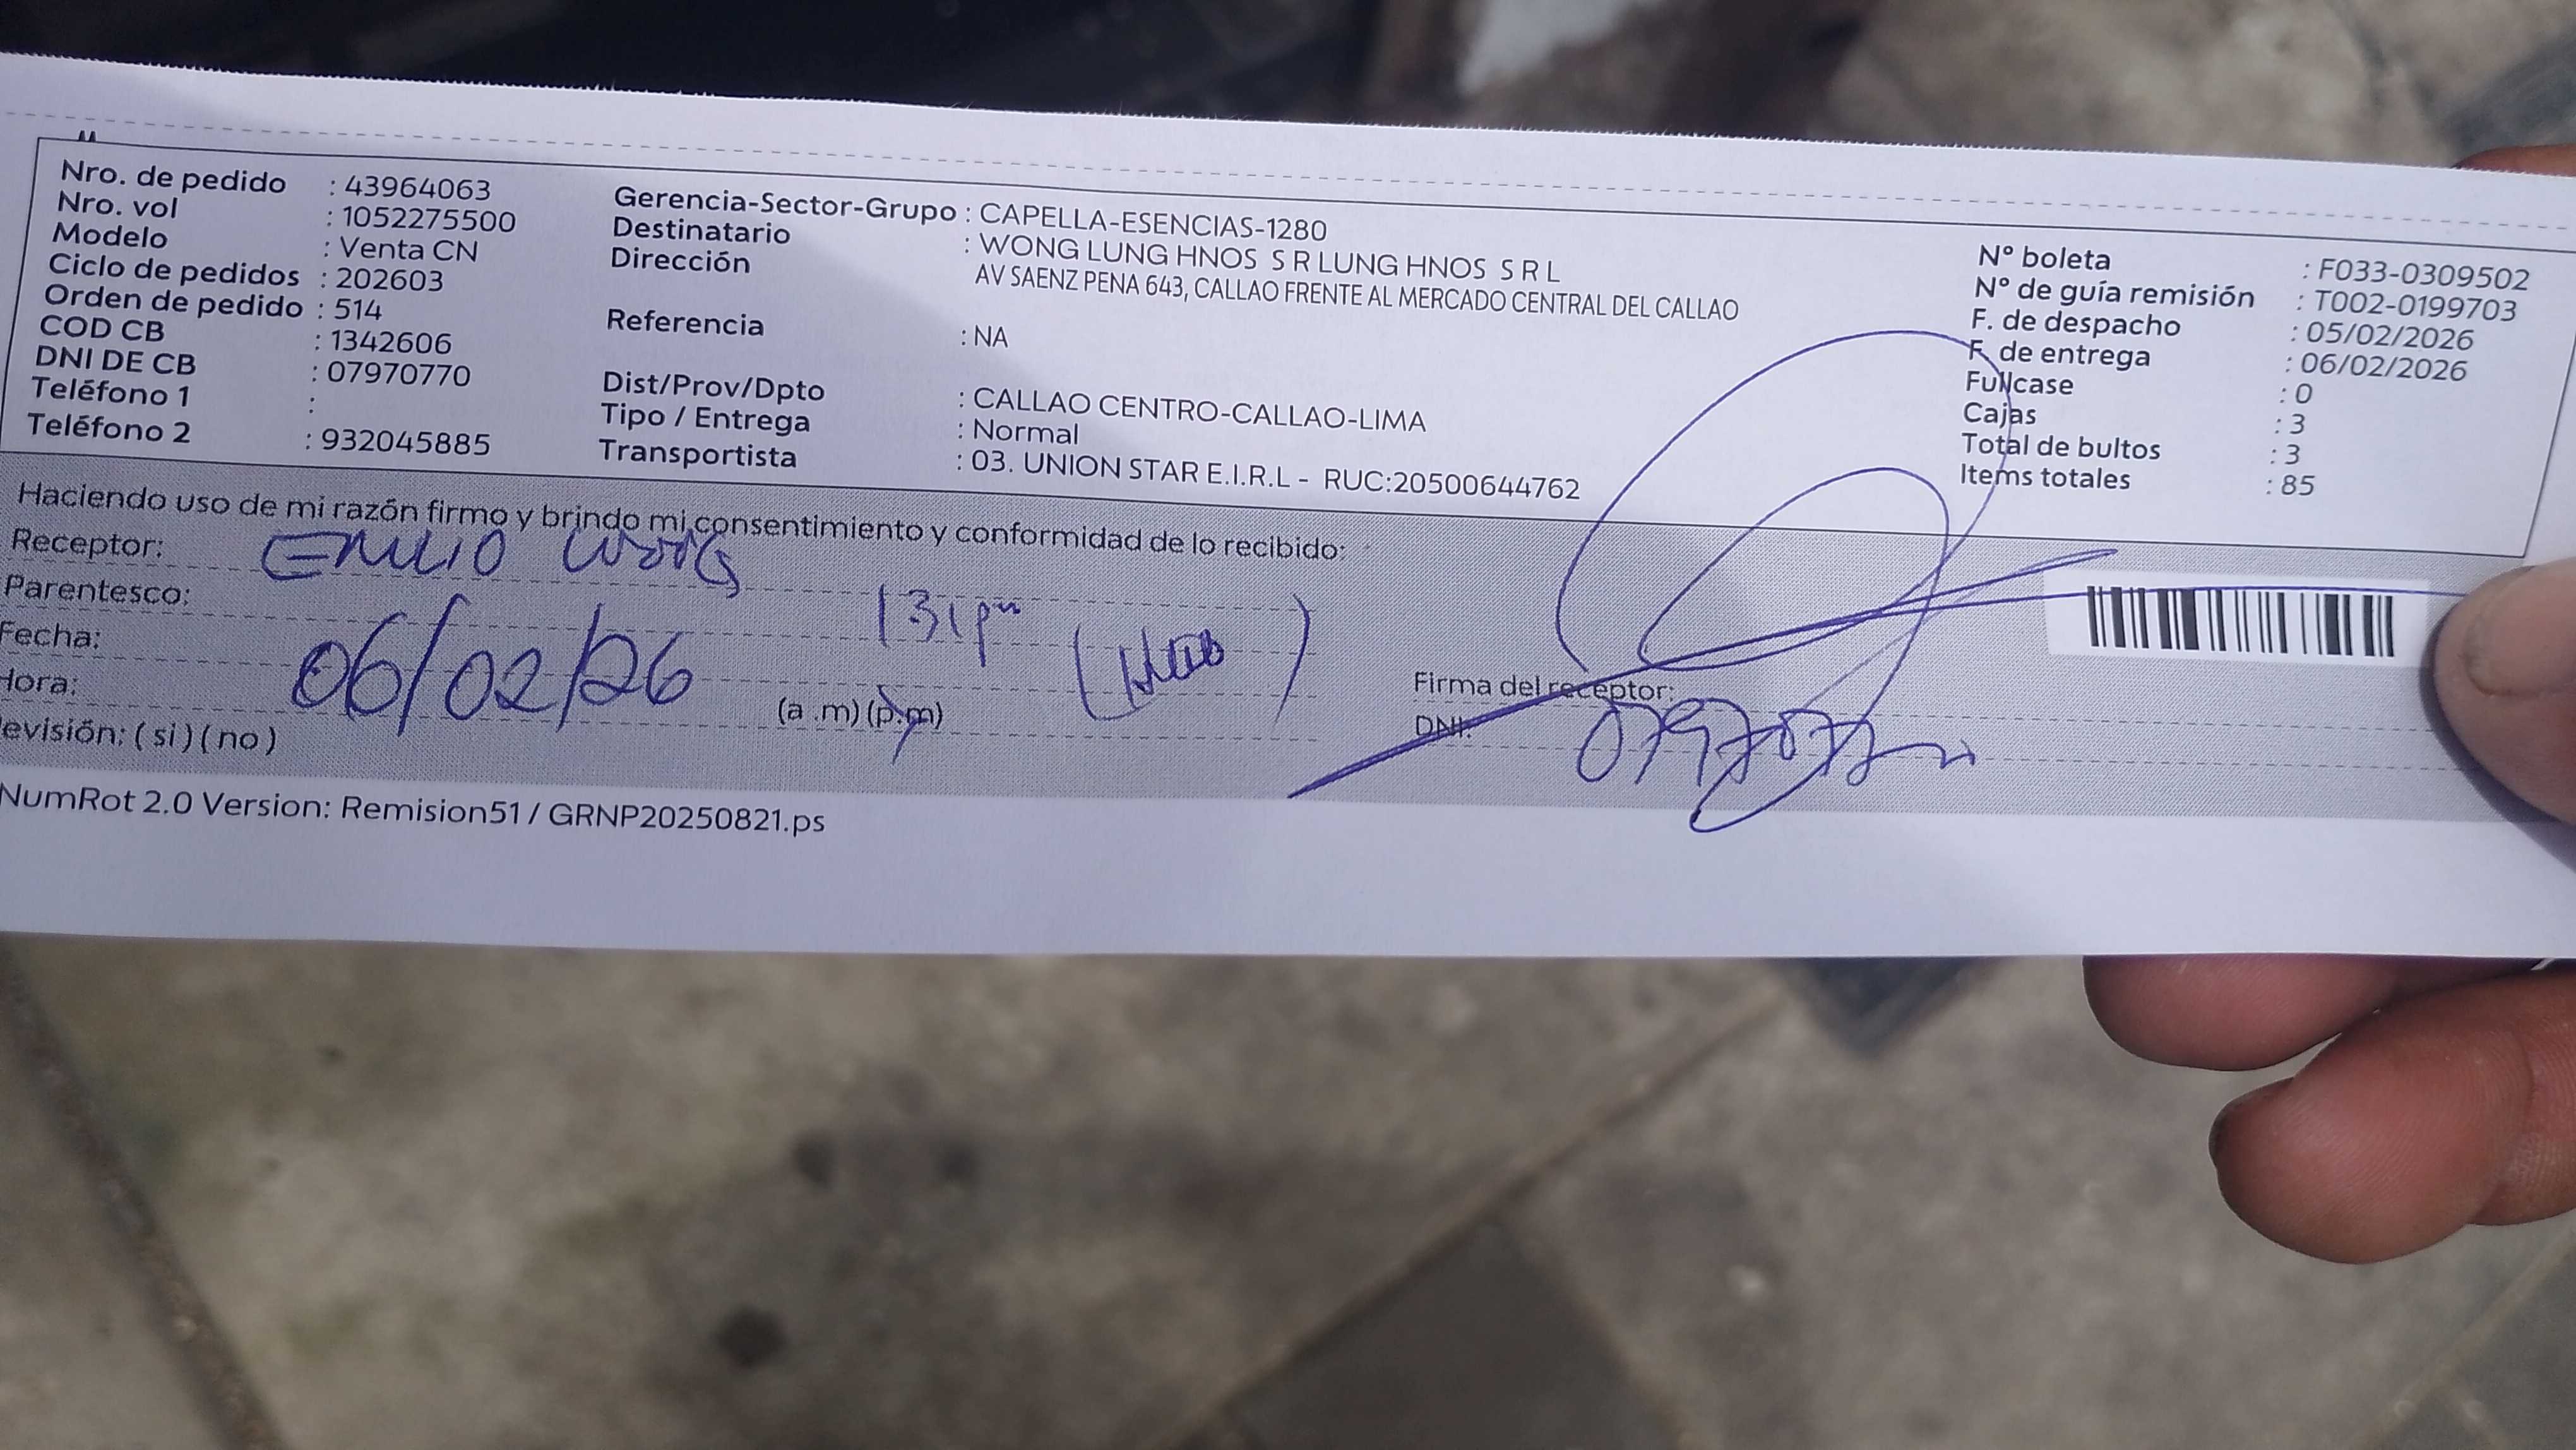 Nro. de pedido : 43964063
Nro. vol : 1052275500
Modelo : Venta CN
Ciclo de pedidos : 202603
Orden de pedido : 514
COD CB : 1342606
DNI DE CB : 07970770
Teléfono 1 :
Teléfono 2 : 932045885
Gerencia-Sector-Grupo : CAPELLA-ESENCIAS-1280
Destinatario : WONG LUNG HNOS S R LUNG HNOS S R L
Dirección AV SAENZ PENA 643, CALLAO FRENTE AL MERCADO CENTRAL DEL CALLAO
Referencia : NA
Dist/Prov/Dpto : CALLAO CENTRO-CALLAO-LIMA
Tipo / Entrega : Normal
Transportista : 03. UNION STAR E.I.R.L - RUC:20500644762
Nº boleta : F033-0309502
Nº de guía remisión : T002-0199703
F. de despacho : 05/02/2026
F. de entrega : 06/02/2026
Fullcase : 0
Cajas : 3
Total de bultos : 3
Items totales : 85
Haciendo uso de mi razón firmo y brindo mi consentimiento y conformidad de lo recibido:
Receptor: EMILIO WONG
Parentesco:
Fecha: 06/02/26
Hora: (a .m) (p.m)
evisión: ( si ) ( no )
Firma del receptor:
DNI:
NumRot 2.0 Version: Remision51 / GRNP20250821.ps